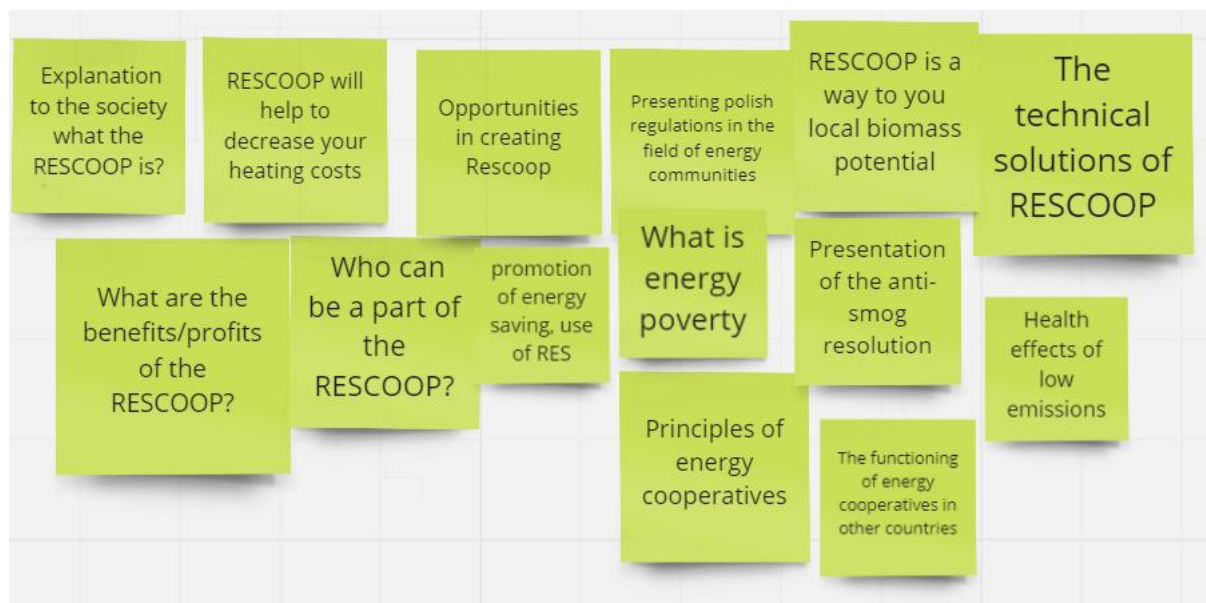 Explanation
to the society
what the
RESCOOP is?
RESCOOP will
help to
decrease your
heating costs
Opportunities
in creating
Rescoop
Presenting polish
regulations in the
field of energy
communities
RESCOOP is a
way to you
local biomass
potential
The
technical
solutions of
RESCOOP
What are the
benefits/profits
of the
RESCOOP?
Who can
be a part of
the
RESCOOP?
promotion
of energy
saving, use
of RES
What is
energy
poverty
Presentation
of the anti-
smog
resolution
Health
effects of
low
emissions
Principles of
energy
cooperatives
The functioning
of energy
cooperatives in
other countries